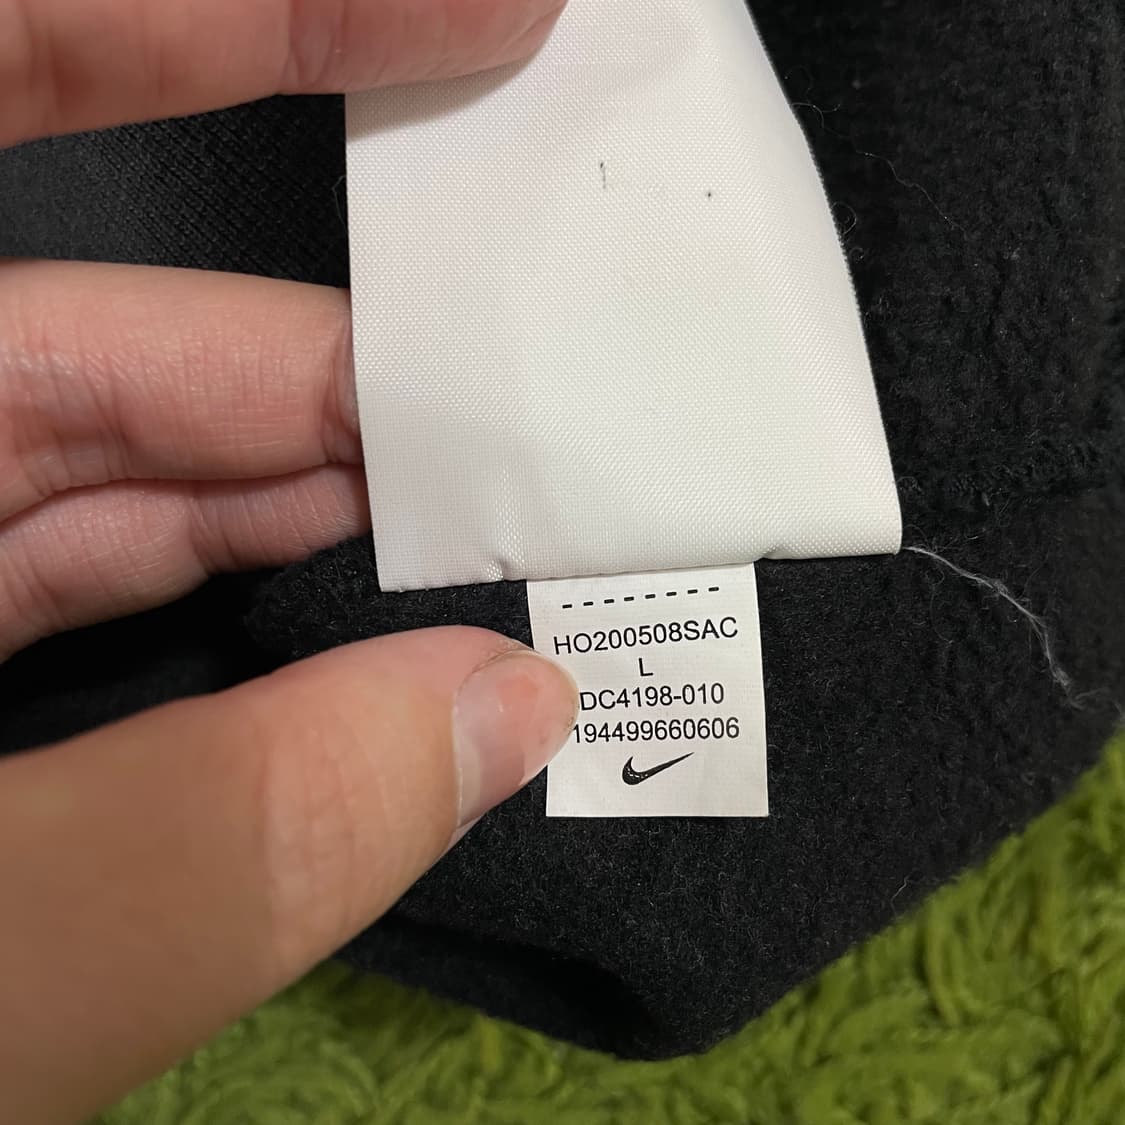 --------
HO200508SAC
L
DC4198-010
194499660606